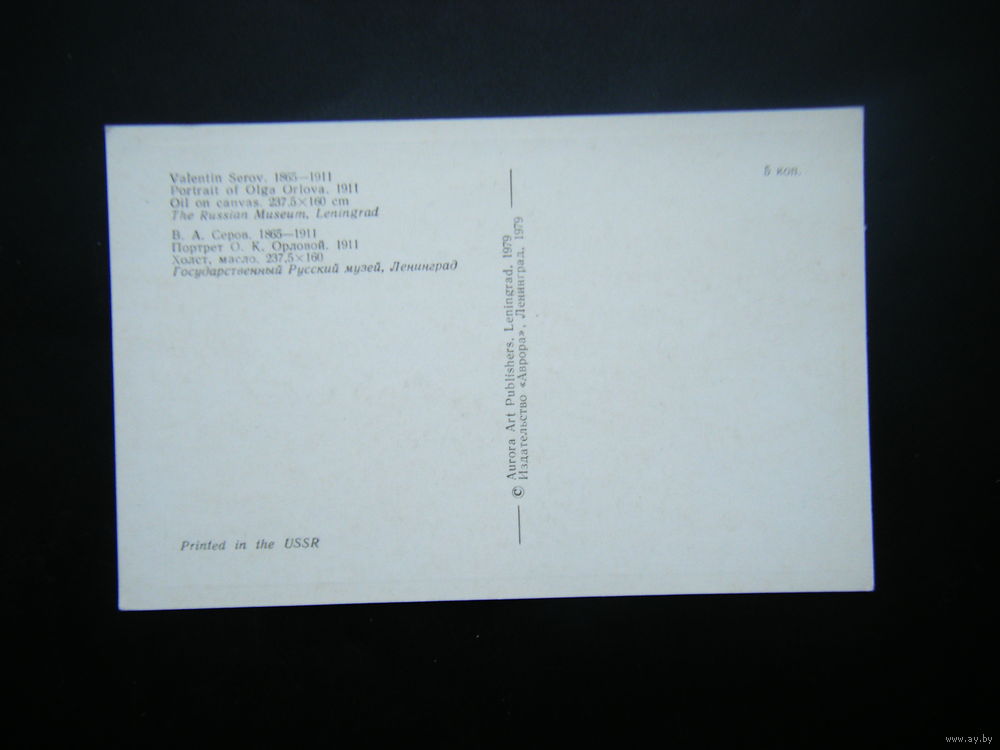 Valentin Serov. 1865—1911
Portrait of Olga Orlova. 1911
Oil on canvas. 237,5×160 cm
The Russian Museum, Leningrad
В. А. Серов. 1865—1911
Портрет О. К. Орловой. 1911
Холст, масло. 237,5×160
Государственный Русский музей, Ленинград
Printed in the USSR
© Aurora Art Publishers, Leningrad, 1979
Издательство «Аврора», Ленинград, 1979
5 коп.
www.ay.by